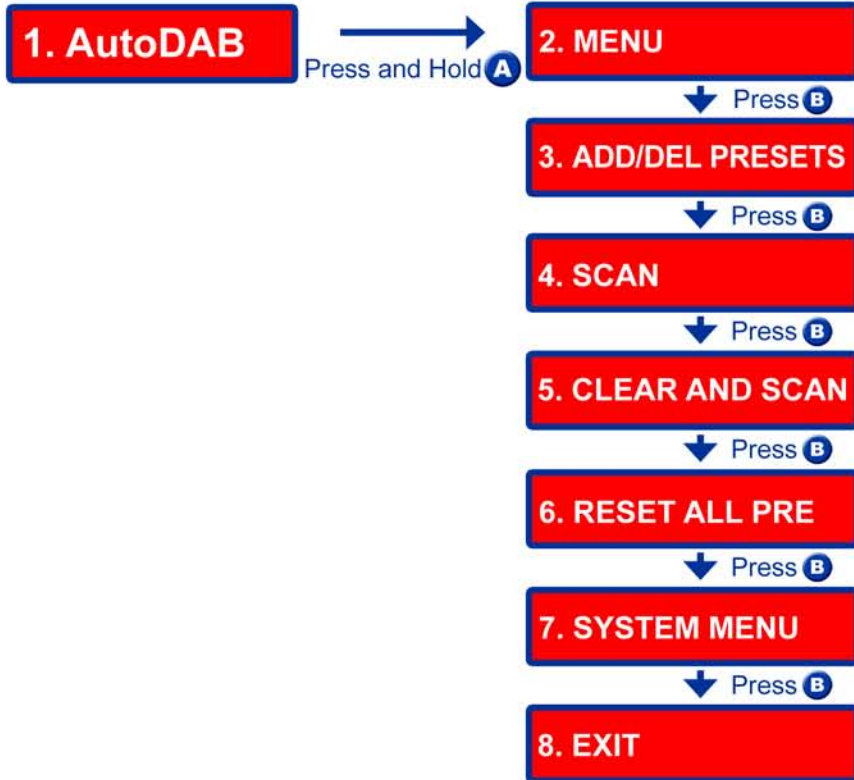 1. AutoDAB
Press and Hold A
2. MENU
Press B
3. ADD/DEL PRESETS
Press B
4. SCAN
Press B
5. CLEAR AND SCAN
Press B
6. RESET ALL PRE
Press B
7. SYSTEM MENU
Press B
8. EXIT